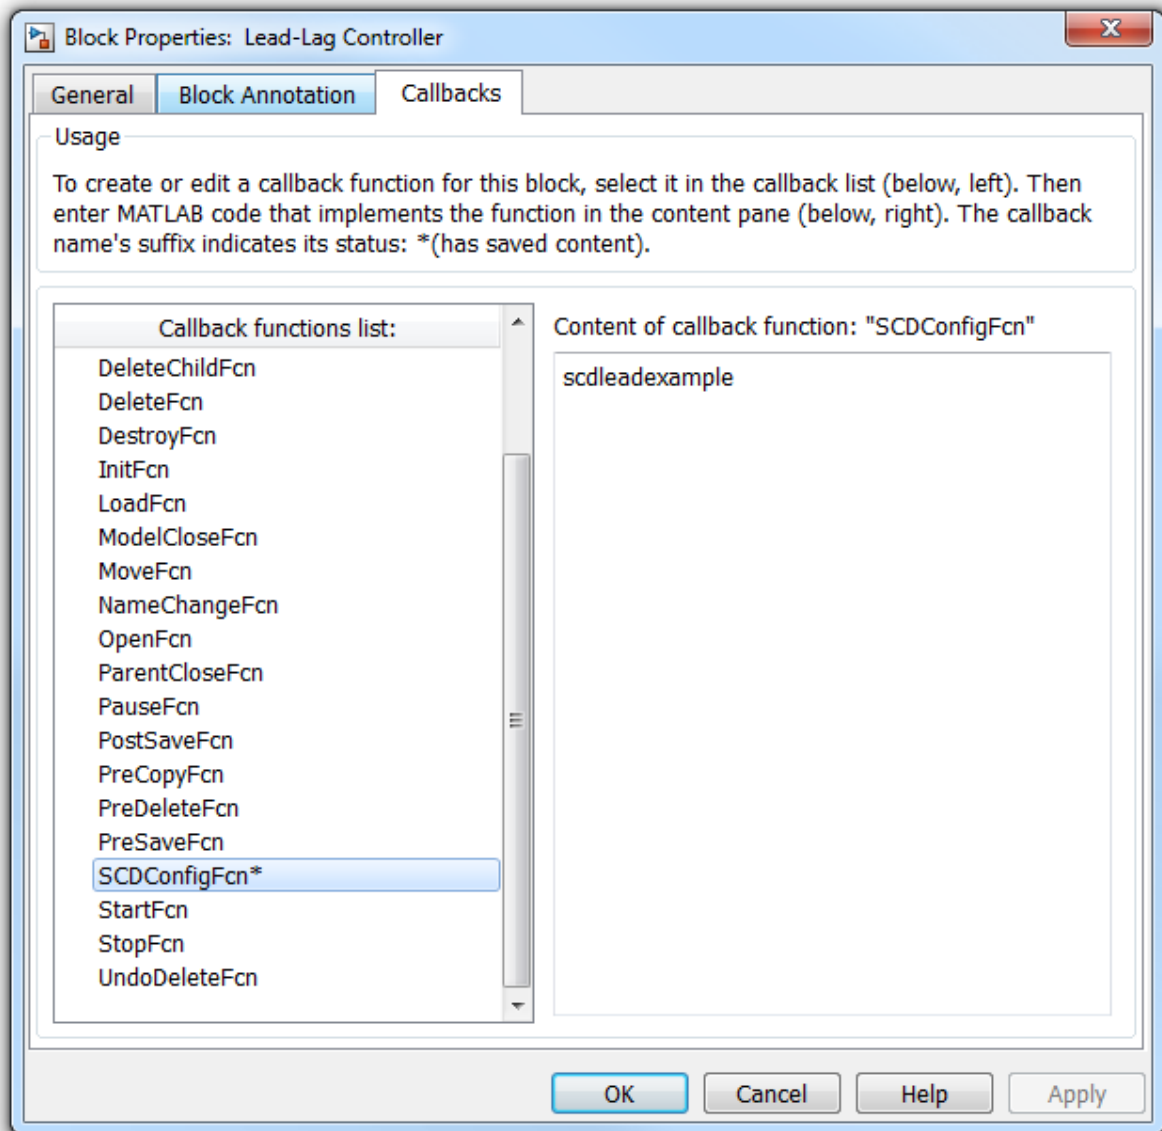 Block Properties: Lead-Lag Controller
X
General
Block Annotation
Callbacks
Usage
To create or edit a callback function for this block, select it in the callback list (below, left). Then
enter MATLAB code that implements the function in the content pane (below, right). The callback
name's suffix indicates its status: *(has saved content).
Callback functions list:
DeleteChildFcn
DeleteFcn
DestroyFcn
InitFcn
LoadFcn
ModelCloseFcn
MoveFcn
NameChangeFcn
OpenFcn
ParentCloseFcn
PauseFcn
PostSaveFcn
PreCopyFcn
PreDeleteFcn
PreSaveFcn
SCDConfigFcn*
StartFcn
StopFcn
UndoDeleteFcn
Content of callback function: "SCDConfigFcn"
scdleadexample
OK
Cancel
Help
Apply